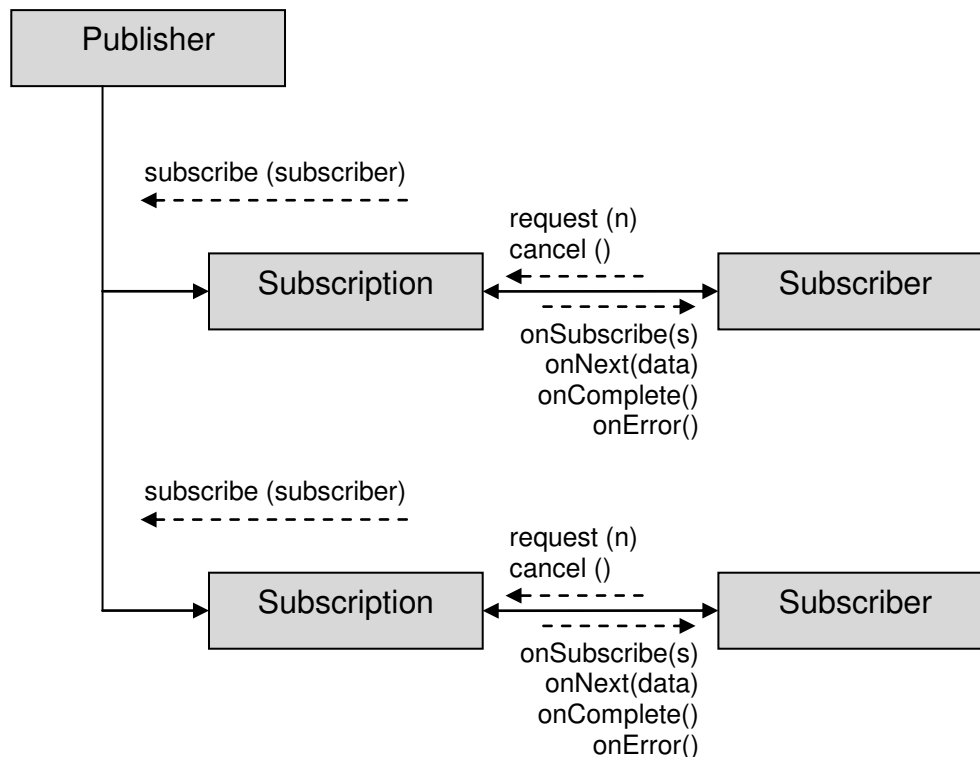 Publisher
subscribe (subscriber)
request (n)
cancel ()
Subscription
Subscriber
onSubscribe(s)
onNext(data)
onComplete()
onError()
subscribe (subscriber)
request (n)
cancel ()
Subscription
Subscriber
onSubscribe(s)
onNext(data)
onComplete()
onError()